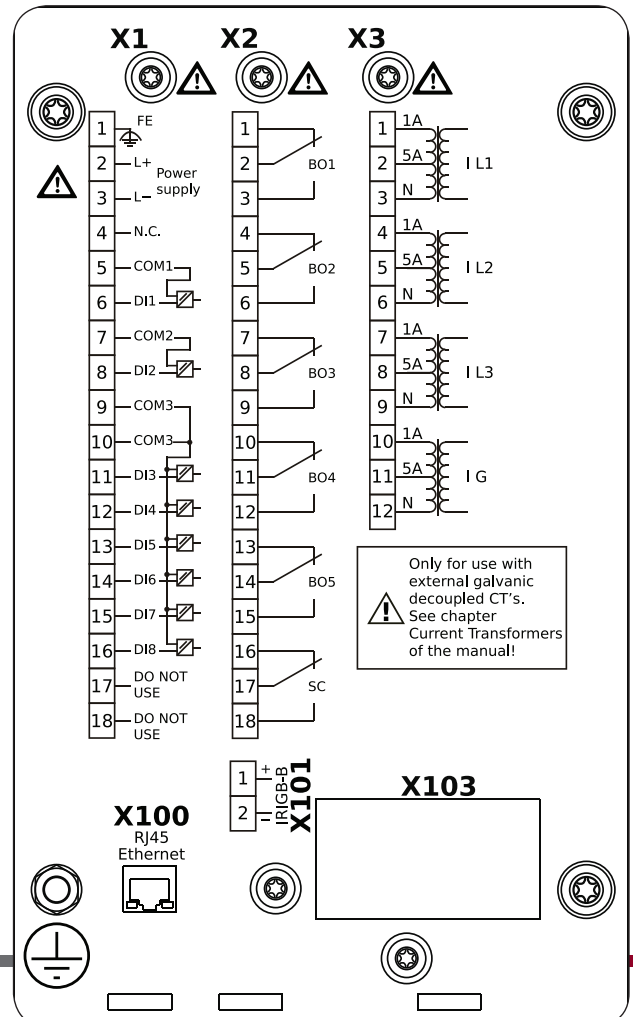 X1
X2
X3
1
FE
2
L+
Power
supply
3
L−
4
N.C.
5
COM1
6
DI1
7
COM2
8
DI2
9
COM3
10
COM3
11
DI3
12
DI4
13
DI5
14
DI6
15
DI7
16
DI8
17
DO NOT
USE
18
DO NOT
USE
1
2
BO1
3
4
5
BO2
6
7
8
BO3
9
10
11
BO4
12
13
14
BO5
15
16
17
SC
18
1
1A
2
5A
I L1
3
N
4
1A
5
5A
I L2
6
N
7
1A
8
5A
I L3
9
N
10
1A
11
5A
I G
12
N
Only for use with
external galvanic
decoupled CT's.
See chapter
Current Transformers
of the manual!
1
+
2
−
IRIGB-B
X101
X100
RJ45
Ethernet
X103